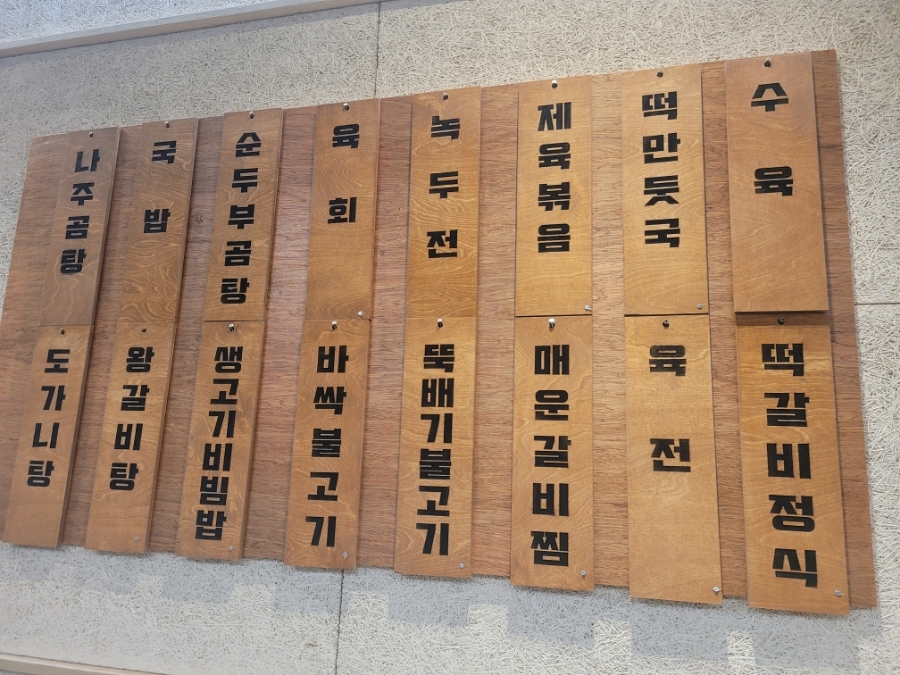 나주곰탕
국밥
순두부곰탕
육회
녹두전
제육볶음
떡만둣국
수육
도가니탕
왕갈비탕
생고기비빔밥
바싹불고기
뚝배기불고기
매운갈비찜
육전
떡갈비정식